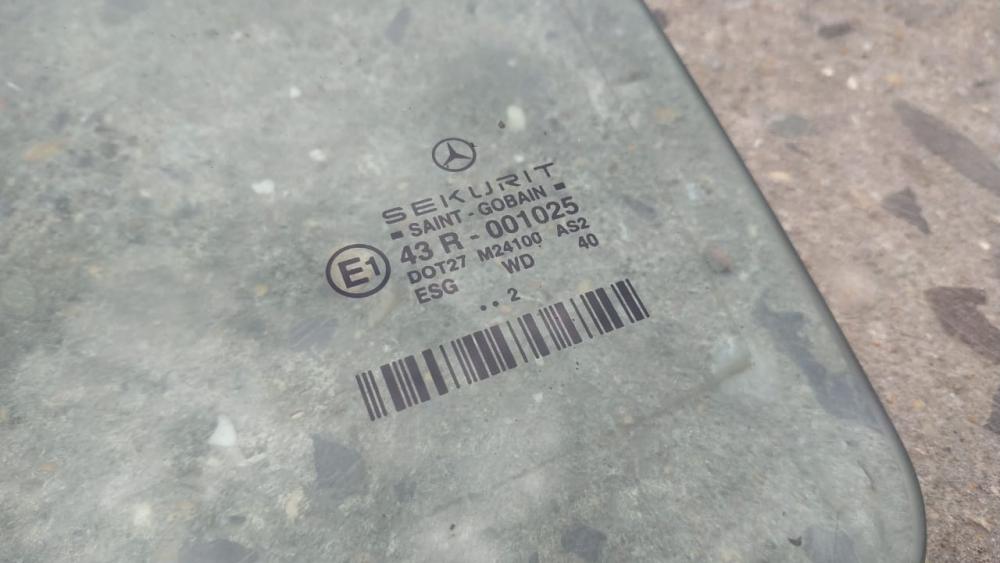 SEKURIT
SAINT - GOBAIN
E1
43 R - 001025
DOT27 M24100 AS2
ESG WD 40
.. 2